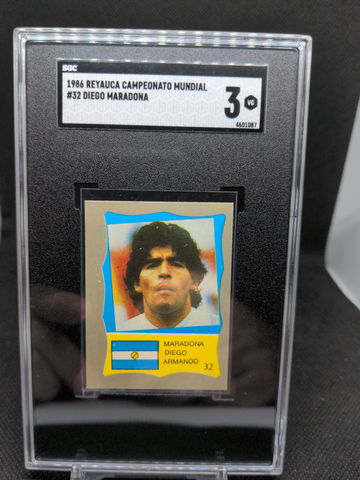 SGC
1986 REYAUCA CAMPEONATO MUNDIAL
#32 DIEGO MARADONA
3 VG
4601087
MARADONA
DIEGO
ARMANDO
32